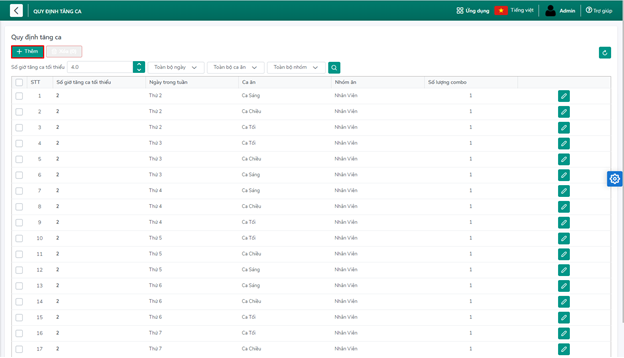 QUY ĐỊNH TĂNG CA Ứng dụng Tiếng việt Admin Trợ giúp
Quy định tăng ca
Thêm
Số giờ tăng ca tối thiểu 4.0 Toàn bộ ngày Toàn bộ ca ăn Toàn bộ nhóm
STT Số giờ tăng ca tối thiểu Ngày trong tuần Ca ăn Nhóm ăn Số lượng combo
1 2 Thứ 2 Ca Sáng Nhân Viên 1
2 2 Thứ 2 Ca Chiều Nhân Viên 1
3 2 Thứ 2 Ca Tối Nhân Viên 1
4 2 Thứ 3 Ca Tối Nhân Viên 1
5 2 Thứ 3 Ca Chiều Nhân Viên 1
6 2 Thứ 3 Ca Sáng Nhân Viên 1
7 2 Thứ 4 Ca Sáng Nhân Viên 1
8 2 Thứ 4 Ca Chiều Nhân Viên 1
9 2 Thứ 4 Ca Tối Nhân Viên 1
10 2 Thứ 5 Ca Tối Nhân Viên 1
11 2 Thứ 5 Ca Chiều Nhân Viên 1
12 2 Thứ 5 Ca Sáng Nhân Viên 1
13 2 Thứ 6 Ca Sáng Nhân Viên 1
14 2 Thứ 6 Ca Chiều Nhân Viên 1
15 2 Thứ 6 Ca Tối Nhân Viên 1
16 2 Thứ 7 Ca Tối Nhân Viên 1
17 2 Thứ 7 Ca Chiều Nhân Viên 1